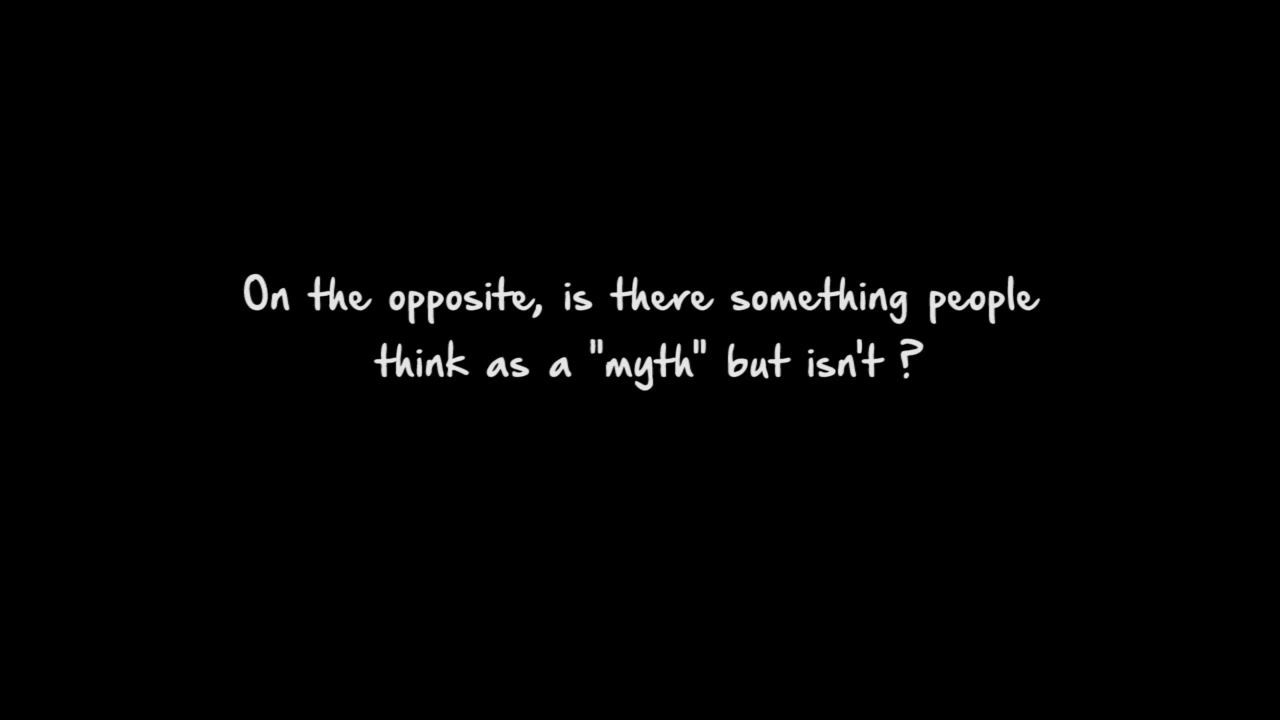 On the opposite, is there something people
think as a "myth" but isn't ?